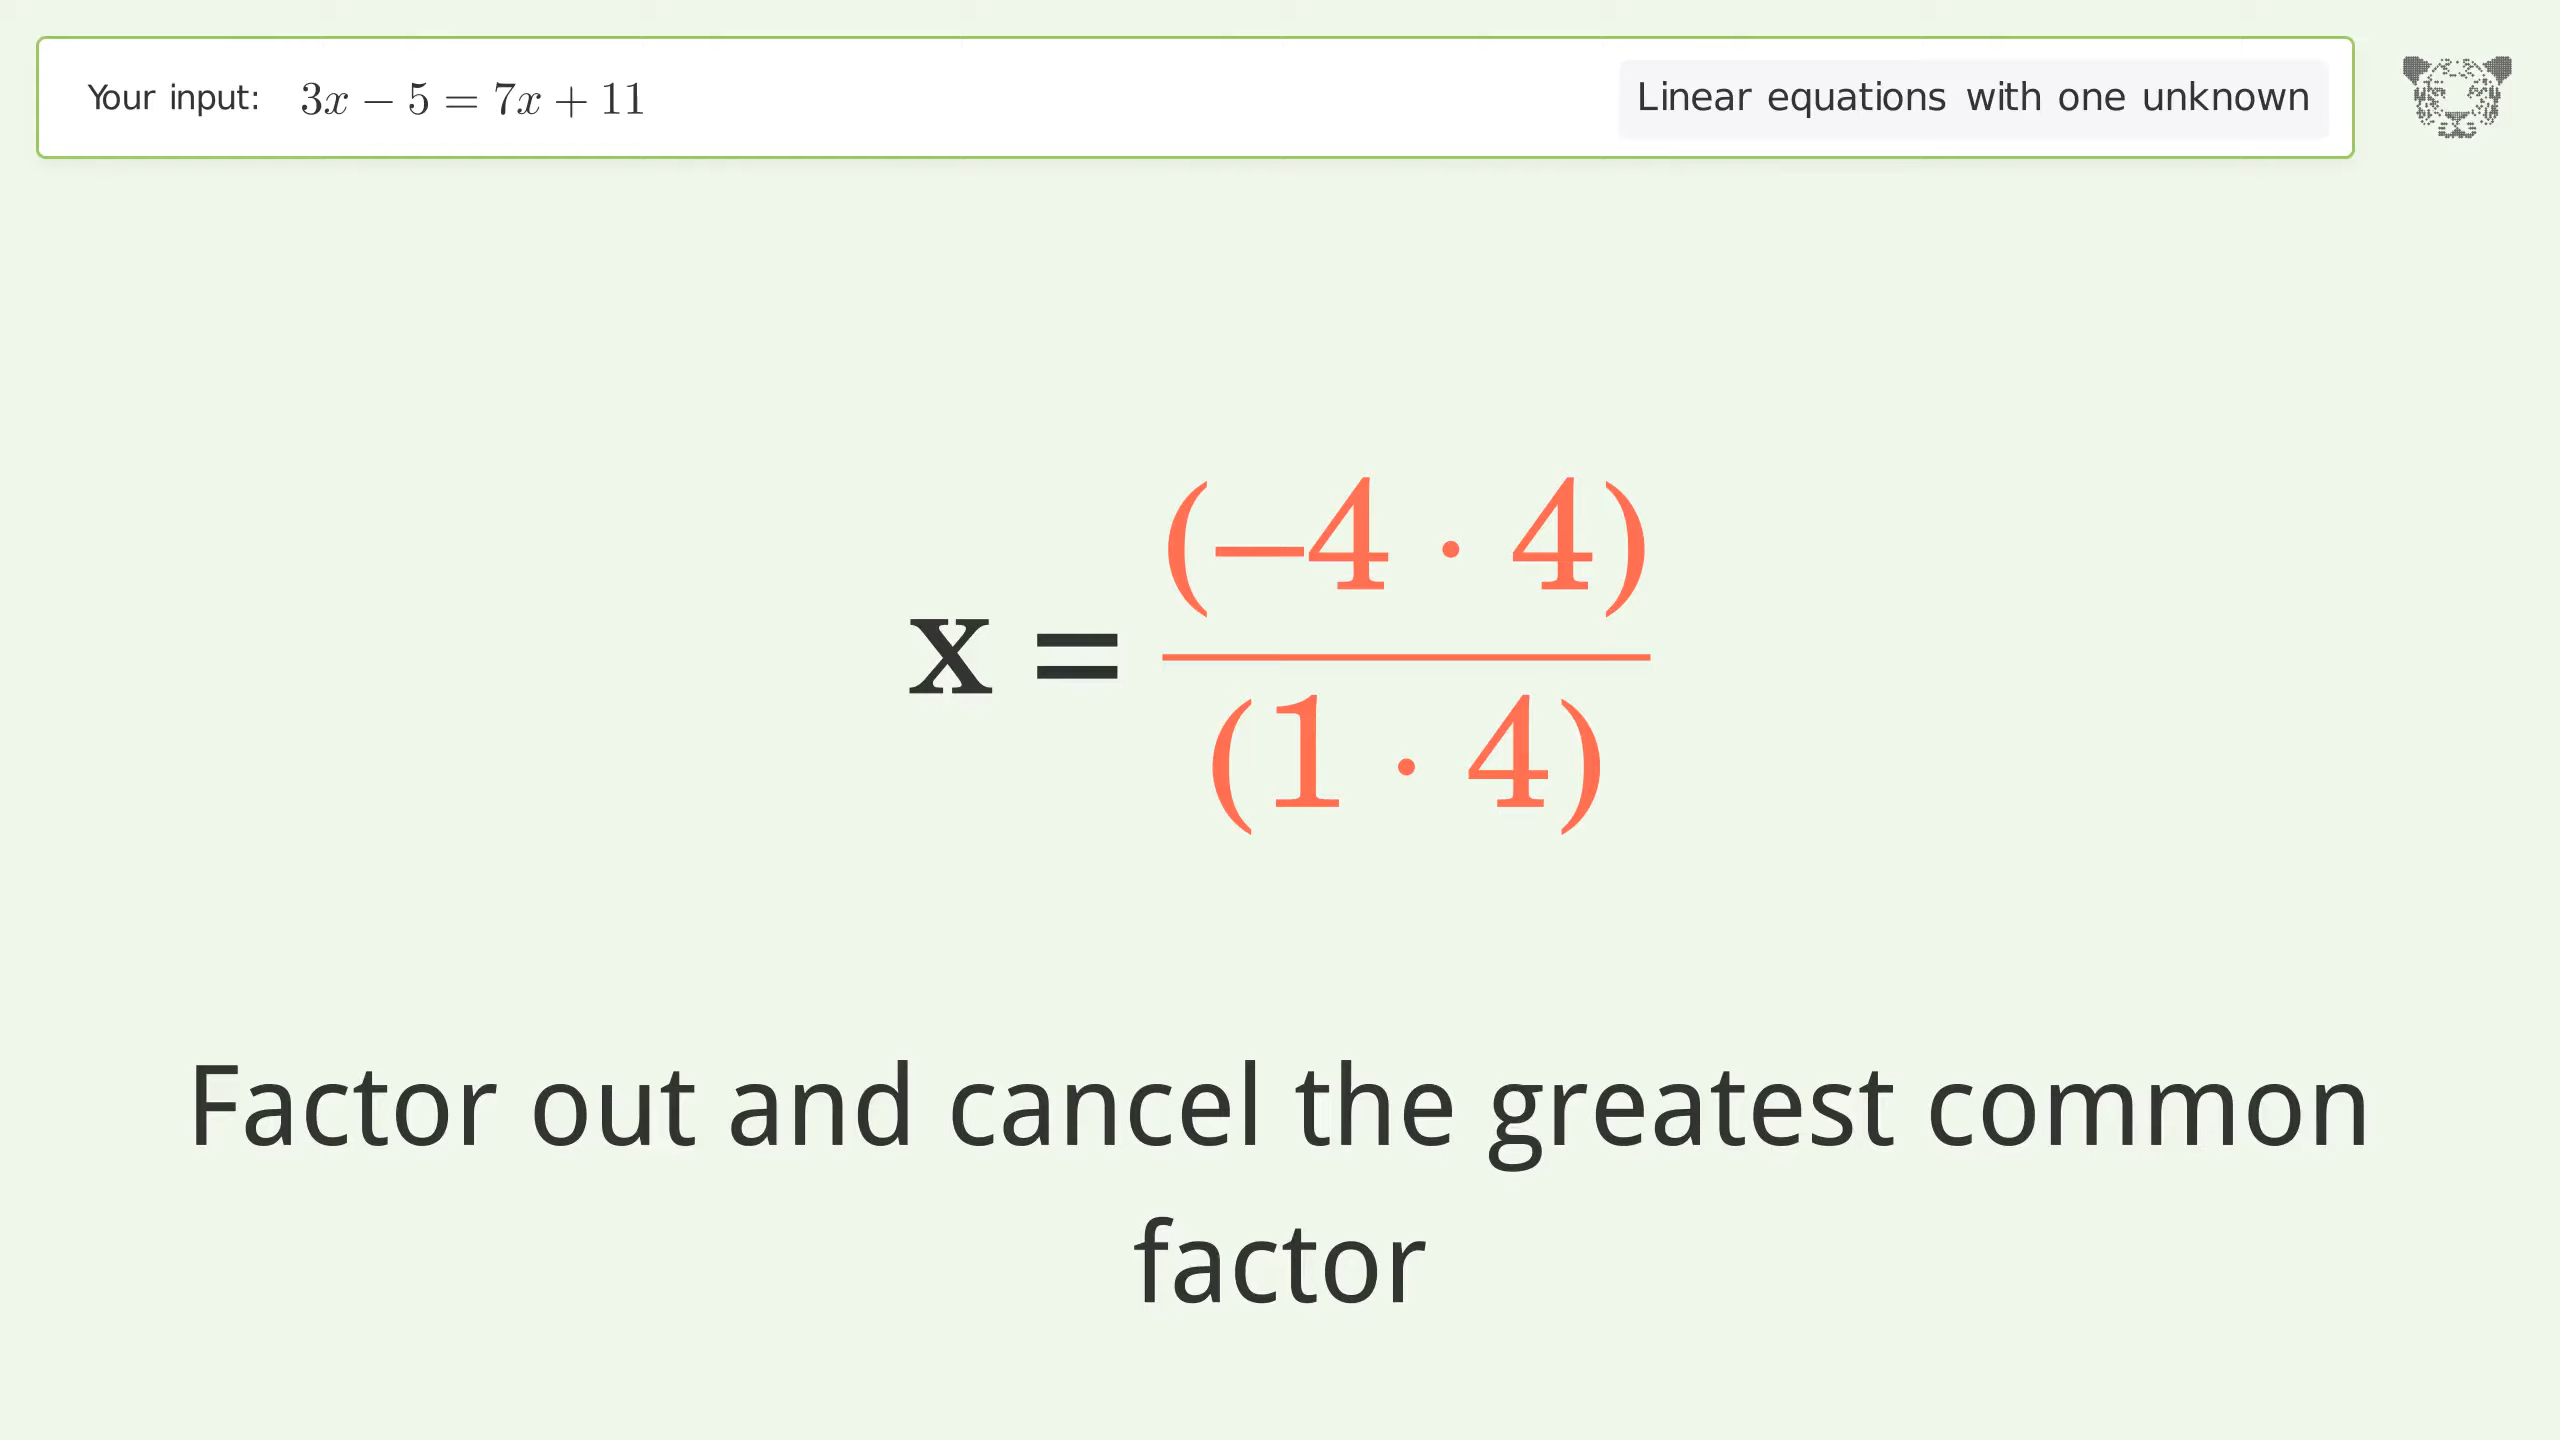 Your input: 3x − 5 = 7x + 11
Linear equations with one unknown
x = (−4 · 4) / (1 · 4)
Factor out and cancel the greatest common
factor